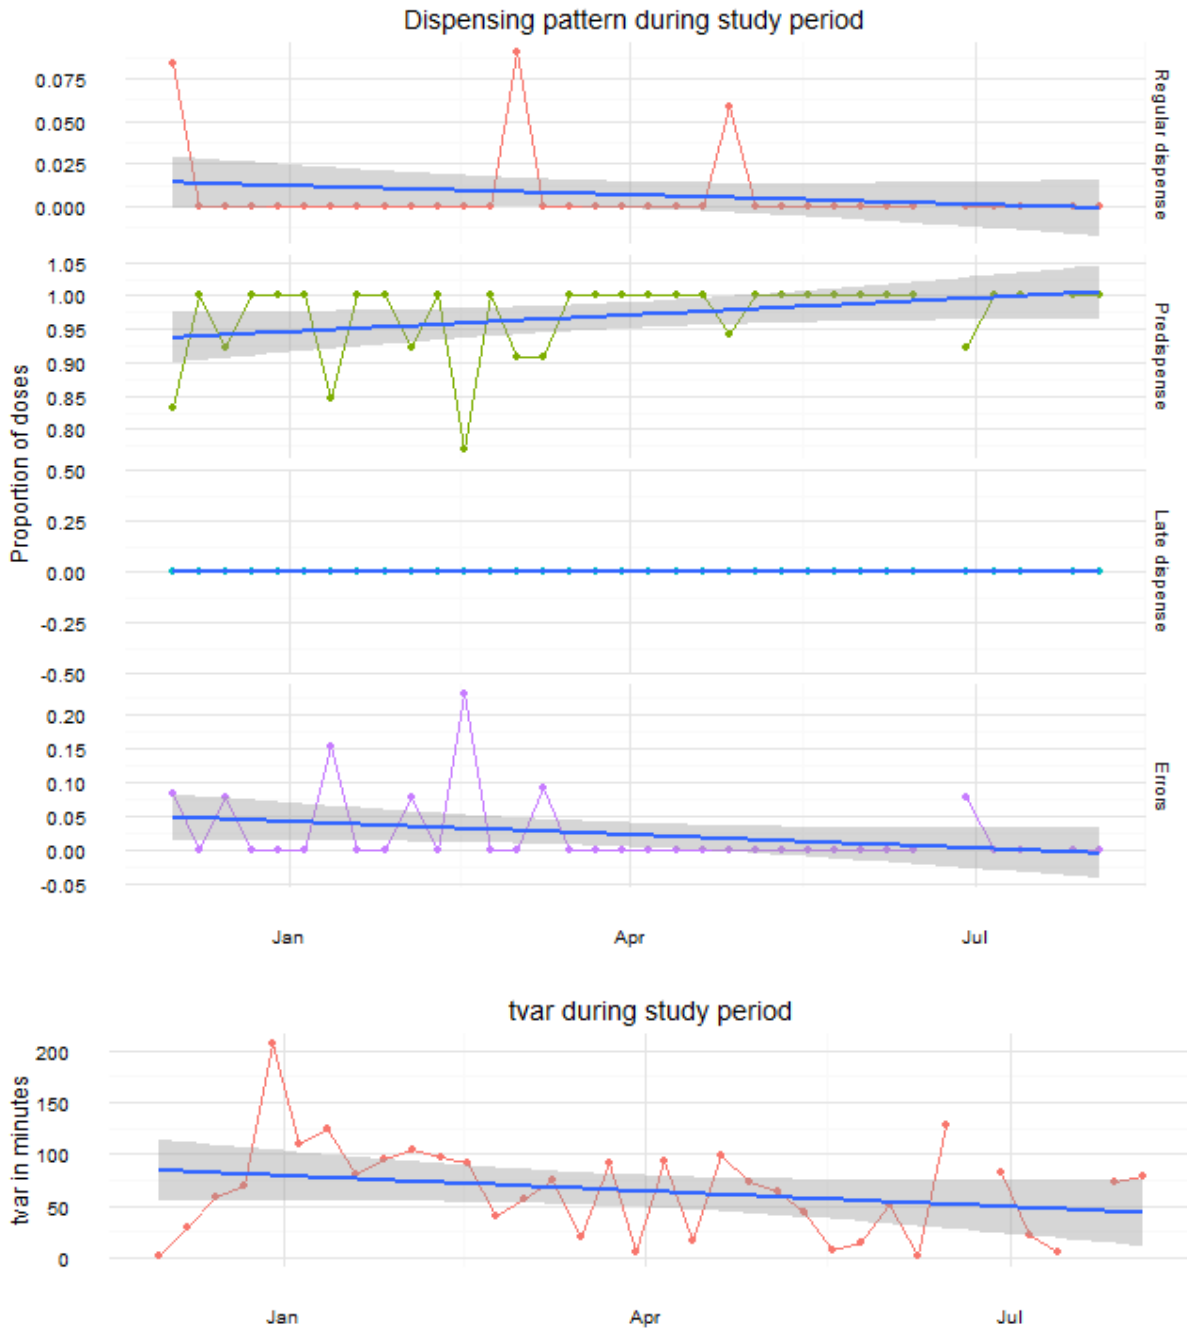 Dispensing pattern during study period
Proportion of doses
0.075
0.050
0.025
0.000
Regular dispense
1.05
1.00
0.95
0.90
0.85
0.80
Predispense
0.50
0.25
0.00
-0.25
-0.50
Late dispense
0.20
0.15
0.10
0.05
0.00
-0.05
Errors
Jan Apr Jul
tvar during study period
tvar in minutes
200
150
100
50
0
Jan Apr Jul